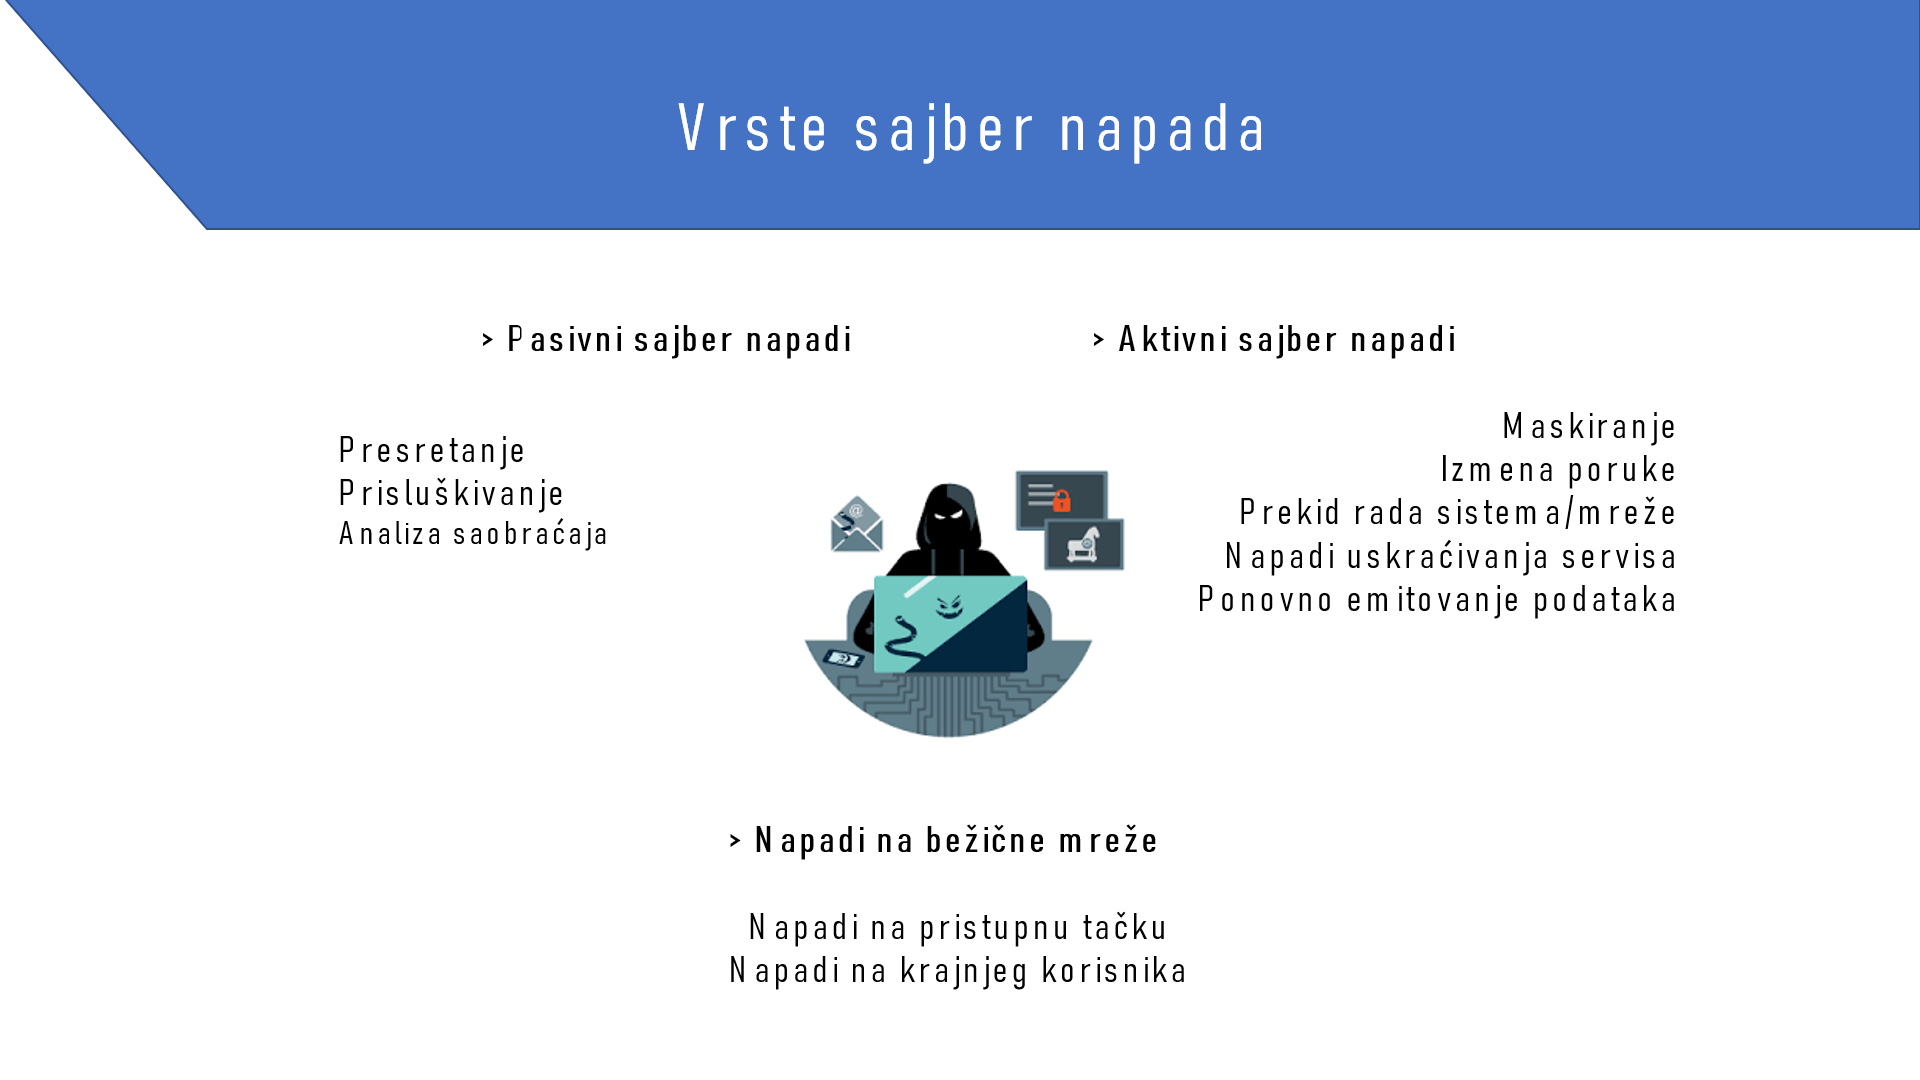 Vrste sajber napada
> Pasivni sajber napadi
Presretanje
Prisluškivanje
Analiza saobraćaja
> Aktivni sajber napadi
Maskiranje
Izmena poruke
Prekid rada sistema/mreže
Napadi uskraćivanja servisa
Ponovno emitovanje podataka
@
> Napadi na bežične mreže
Napadi na pristupnu tačku
Napadi na krajnjeg korisnika